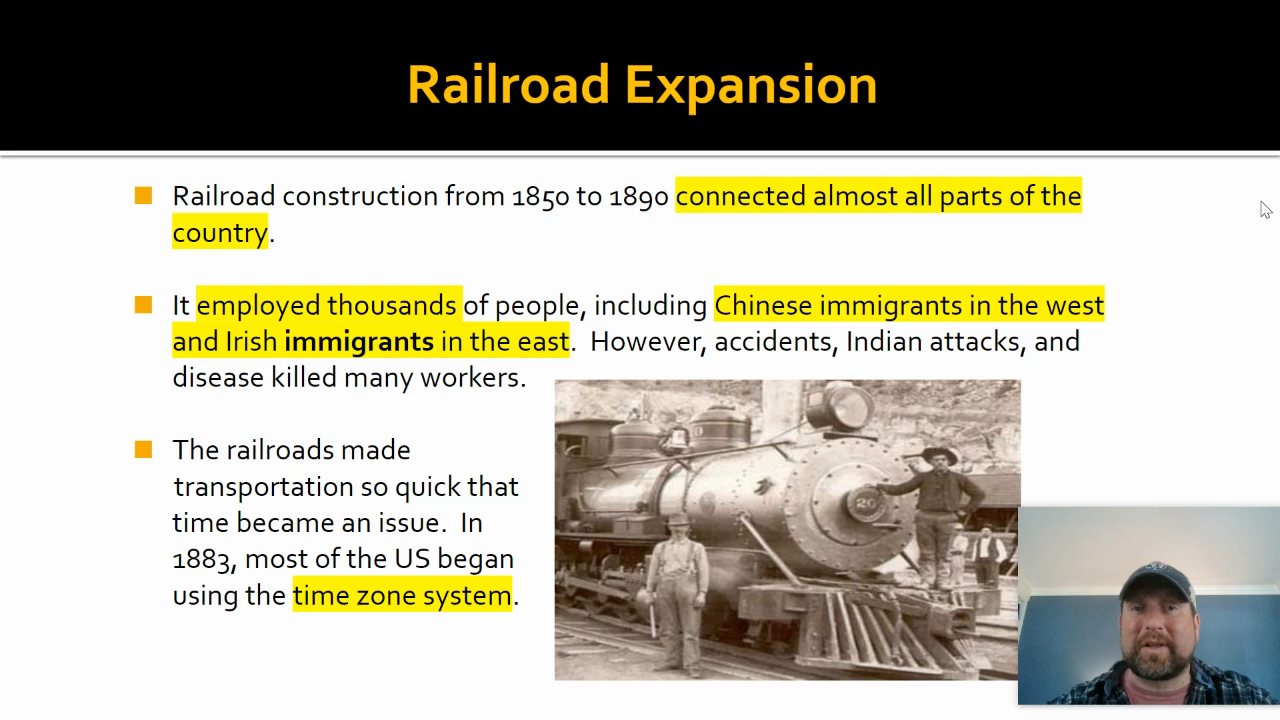 Railroad Expansion
Railroad construction from 1850 to 1890 connected almost all parts of the
country.
It employed thousands of people, including Chinese immigrants in the west
and Irish immigrants in the east.  However, accidents, Indian attacks, and
disease killed many workers.
The railroads made
transportation so quick that
time became an issue.  In
1883, most of the US began
using the time zone system.
20